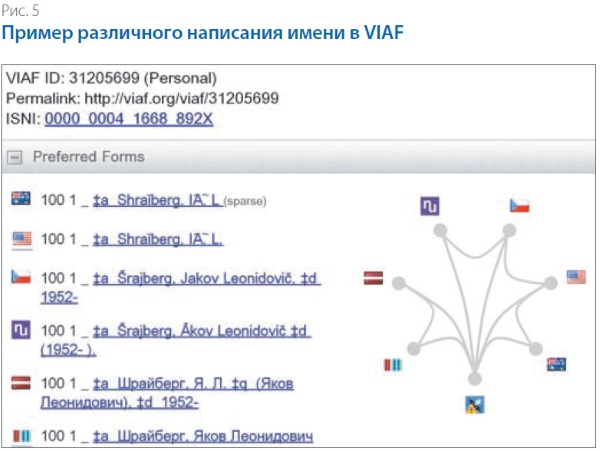 Рис. 5
Пример различного написания имени в VIAF
VIAF ID: 31205699 (Personal)
Permalink: http://viaf.org/viaf/31205699
ISNI: 0000 0004 1668 892X
Preferred Forms
100 1 _ ‡a Shraĭberg, IÃ¨L (sparse)
100 1 _ ‡a Shraĭberg, IÃ¨L.
100 1 _ ‡a Šrajberg, Jakov Leonidovič, ‡d
1952-
100 1 _ ‡a Šrajberg, Âkov Leonidovič ‡d
(1952- ).
100 1 _ ‡a Шрайберг, Я. Л. ‡q (Яков
Леонидович), ‡d 1952-
100 1 _ ‡a Шрайберг, Яков Леонидович